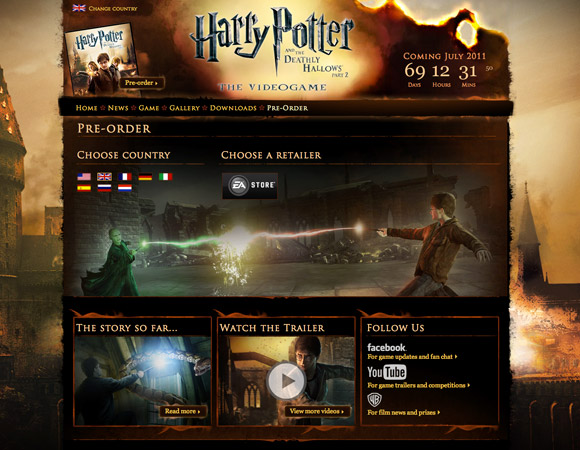 CHANGE COUNTRY
HARRY POTTER
AND THE
DEATHLY
HALLOWS
PART 2
THE VIDEOGAME
Pre-order
COMING JULY 2011
69 12 31 50
DAYS HOURS MINS
HOME NEWS GAME GALLERY DOWNLOADS PRE-ORDER
PRE-ORDER
CHOOSE COUNTRY CHOOSE A RETAILER
EA STORE
THE STORY SO FAR... WATCH THE TRAILER FOLLOW US
facebook
For game updates and fan chat
YouTube
For game trailers and competitions
WB
For film news and prizes
Read more View more videos